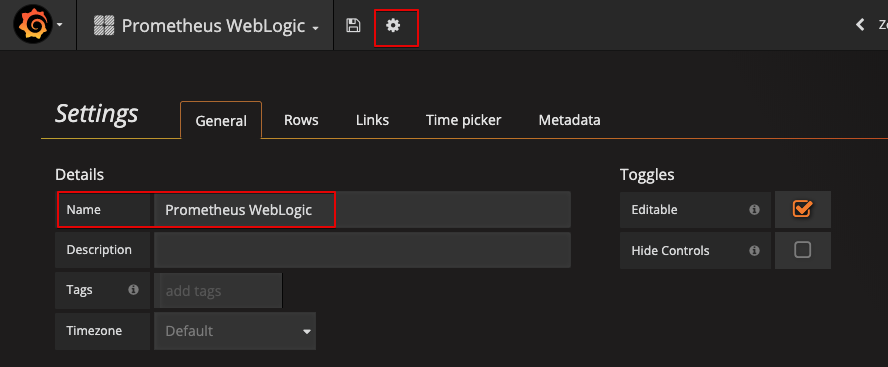 Prometheus WebLogic
Settings General Rows Links Time picker Metadata
Details Toggles
Name Prometheus WebLogic Editable
Description Hide Controls
Tags add tags
Timezone Default